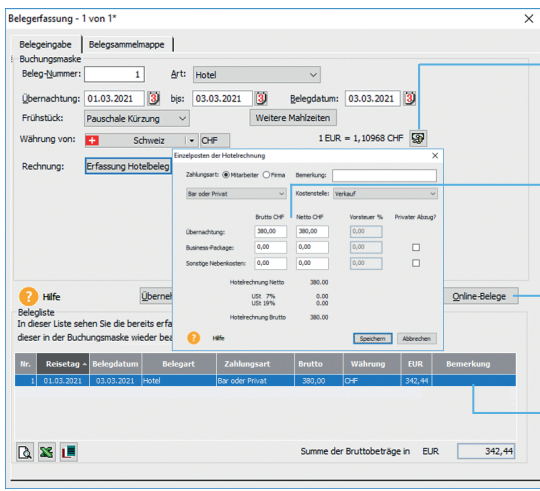 Belegerfassung - 1 von 1*
Belegeingabe Belegsammelmappe
Buchungsmaske
Beleg-Nummer: 1 Art: Hotel
Übernachtung: 01.03.2021 bis: 03.03.2021 Belegdatum: 03.03.2021
Frühstück: Pauschale Kürzung Weitere Mahlzeiten
Währung von: Schweiz CHF 1 EUR = 1,10968 CHF
Rechnung: Erfassung Hotelbeleg
Einzelposten der Hotelrechnung
Zahlungsart: Mitarbeiter Firma Bemerkung:
Bar oder Privat Kostenstelle: Verkauf
Brutto CHF Netto CHF Vorsteuer % Privater Abzug?
Übernachtung: 380,00 380,00 0,00
Business-Package: 0,00 0,00 0,00
Sonstige Nebenkosten: 0,00 0,00 0,00
Hotelrechnung Netto 380.00
USt 7% 0.00
USt 19% 0.00
Hotelrechnung Brutto 380.00
Hilfe Speichern Abbrechen
Hilfe Online-Belege
Belegliste
In dieser Liste sehen Sie die bereits
dieser in der Buchungsmaske wieder
Nr. Reisetag Belegdatum Belegart Zahlungsart Brutto Währung EUR Bemerkung
1 01.03.2021 03.03.2021 Hotel Bar oder Privat 380,00 CHF 342,44
Summe der Bruttobeträge in EUR 342,44